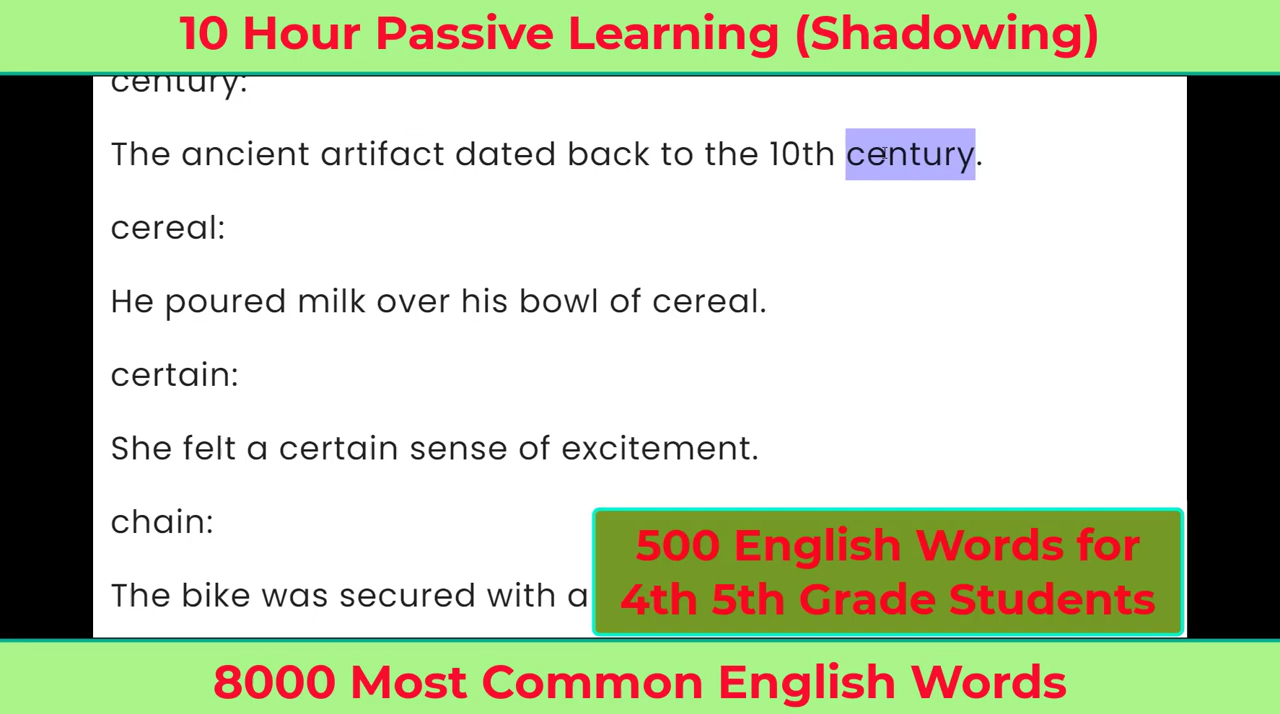 10 Hour Passive Learning (Shadowing)
century:
The ancient artifact dated back to the 10th century.
cereal:
He poured milk over his bowl of cereal.
certain:
She felt a certain sense of excitement.
chain:
The bike was secured with a
500 English Words for
4th 5th Grade Students
8000 Most Common English Words